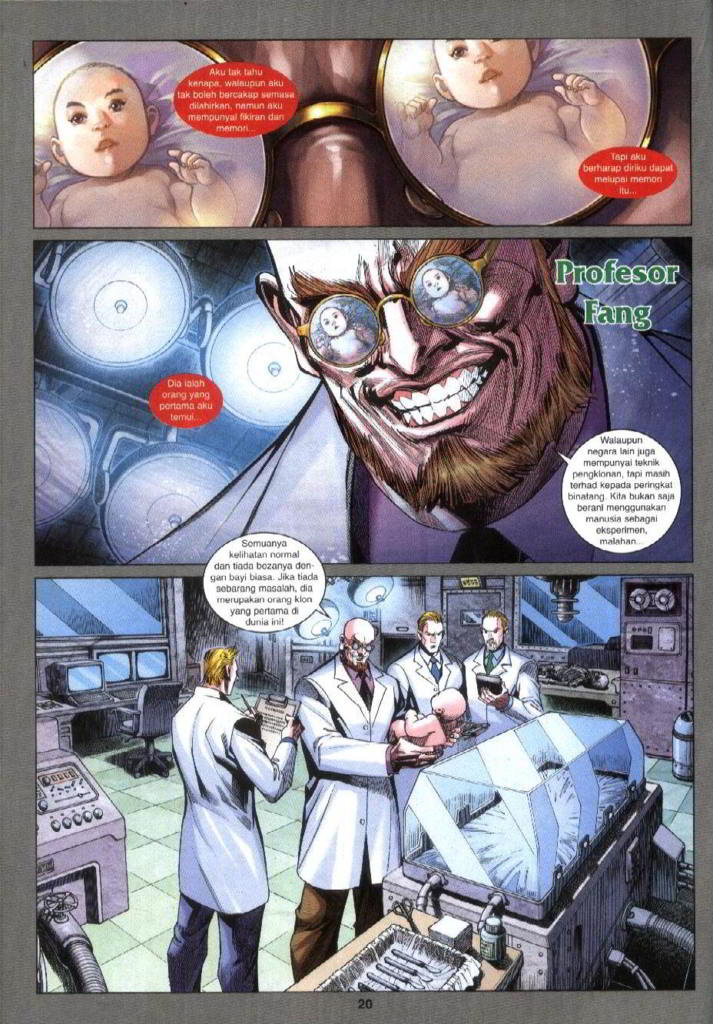 Aku tak tahu
kenapa, walaupun aku
tak boleh bercakap semasa
dilahirkan, namun aku
mempunyai fikiran dan
memori...
Tapi aku
berharap diriku dapat
melupai memori
itu...
Profesor
Fang
Dia ialah
orang yang
pertama aku
temui...
Walaupun
negara lain juga
mempunyai teknik
pengklonan, tapi masih
terhad kepada peringkat
binatang. Kita bukan saja
berani menggunakan
manusia sebagai
eksperimen,
malahan...
Semuanya
kelihatan normal
dan tiada bezanya den-
gan bayi biasa. Jika tiada
sebarang masalah, dia
merupakan orang klon
yang pertama di
dunia ini!
20